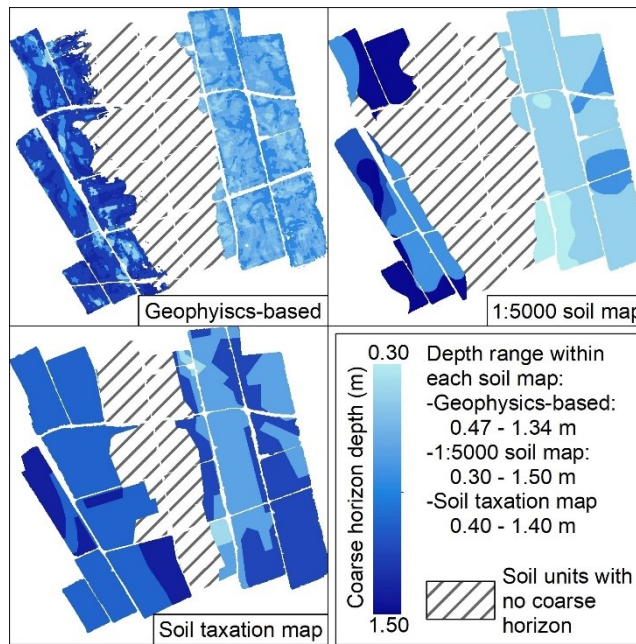 Geophyiscs-based
1:5000 soil map
Soil taxation map
0.30
Coarse horizon depth (m)
1.50
Depth range within
each soil map:
-Geophysics-based:
0.47 - 1.34 m
-1:5000 soil map:
0.30 - 1.50 m
-Soil taxation map
0.40 - 1.40 m
Soil units with
no coarse
horizon